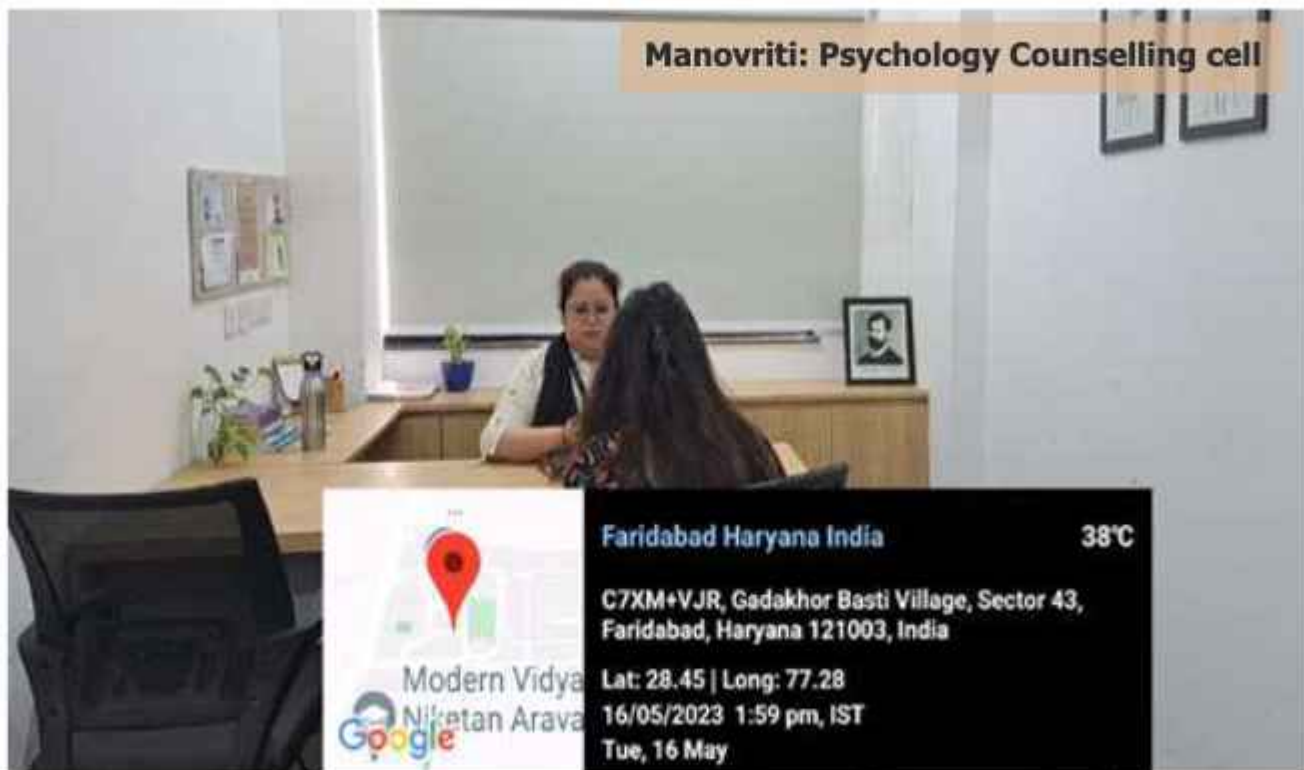 Manovriti: Psychology Counselling cell
Faridabad Haryana India
38°C
C7XM+VJR, Gadakhor Basti Village, Sector 43,
Faridabad, Haryana 121003, India
Modern Vidya
Niketan Arava
Lat: 28.45 | Long: 77.28
16/05/2023 1:59 pm, IST
Tue, 16 May
Google